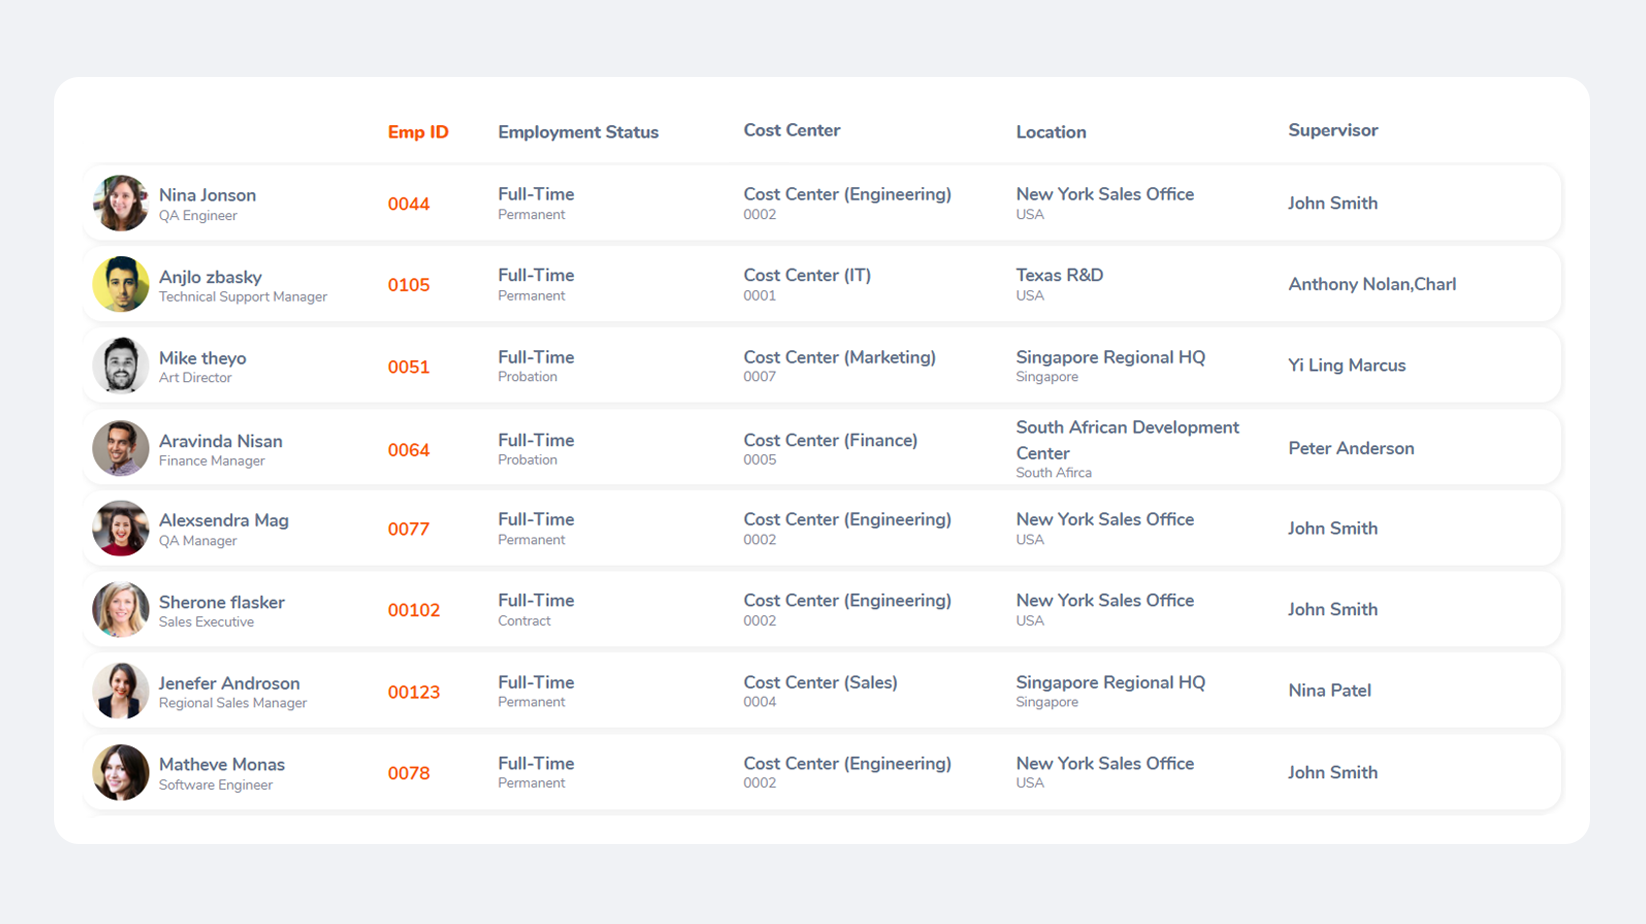 Emp ID Employment Status Cost Center Location Supervisor
Nina Jonson
QA Engineer
0044
Full-Time
Permanent
Cost Center (Engineering)
0002
New York Sales Office
USA
John Smith
Anjlo zbasky
Technical Support Manager
0105
Full-Time
Permanent
Cost Center (IT)
0001
Texas R&D
USA
Anthony Nolan,Charl
Mike theyo
Art Director
0051
Full-Time
Probation
Cost Center (Marketing)
0007
Singapore Regional HQ
Singapore
Yi Ling Marcus
Aravinda Nisan
Finance Manager
0064
Full-Time
Probation
Cost Center (Finance)
0005
South African Development
Center
South Afirca
Peter Anderson
Alexsendra Mag
QA Manager
0077
Full-Time
Permanent
Cost Center (Engineering)
0002
New York Sales Office
USA
John Smith
Sherone flasker
Sales Executive
00102
Full-Time
Contract
Cost Center (Engineering)
0002
New York Sales Office
USA
John Smith
Jenefer Androson
Regional Sales Manager
00123
Full-Time
Permanent
Cost Center (Sales)
0004
Singapore Regional HQ
Singapore
Nina Patel
Matheve Monas
Software Engineer
0078
Full-Time
Permanent
Cost Center (Engineering)
0002
New York Sales Office
USA
John Smith